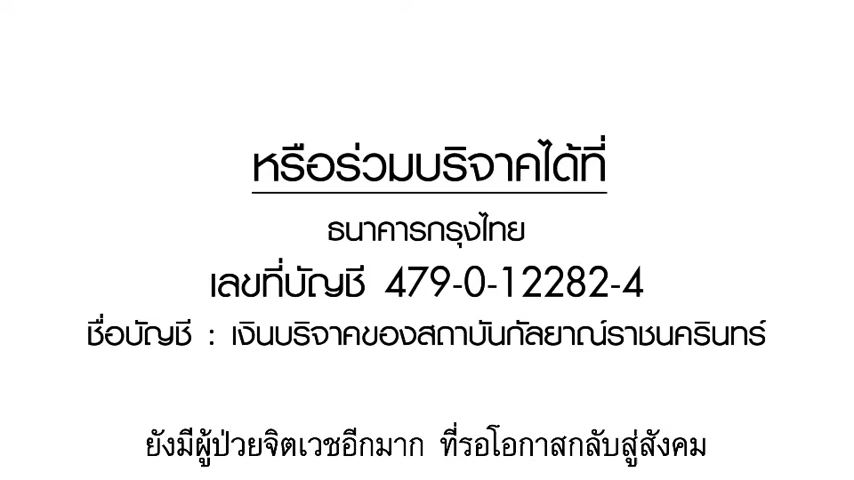 หรือร่วมบริจาคได้ที่
ธนาคารกรุงไทย
เลขที่บัญชี 479-0-12282-4
ชื่อบัญชี : เงินบริจาคของสถาบันกัลยาณ์ราชนครินทร์
ยังมีผู้ป่วยจิตเวชอีกมาก ที่รอโอกาสกลับสู่สังคม